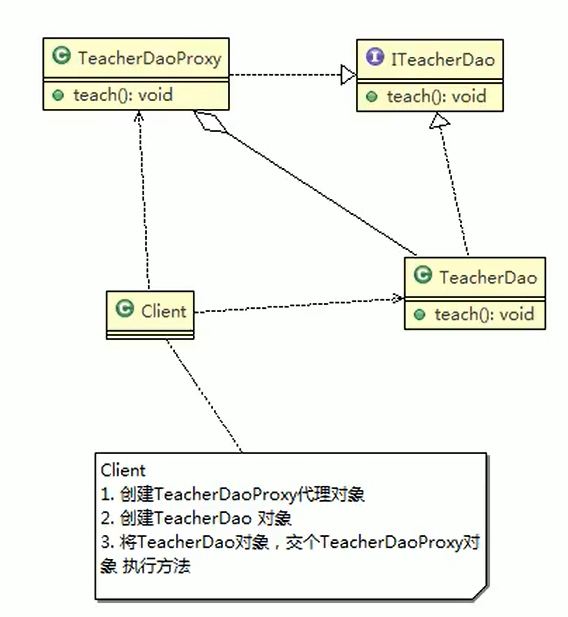 TeacherDaoProxy
teach(): void
ITeacherDao
teach(): void
TeacherDao
teach(): void
Client
Client
1. 创建TeacherDaoProxy代理对象
2. 创建TeacherDao 对象
3. 将TeacherDao对象，交个TeacherDaoProxy对
象 执行方法